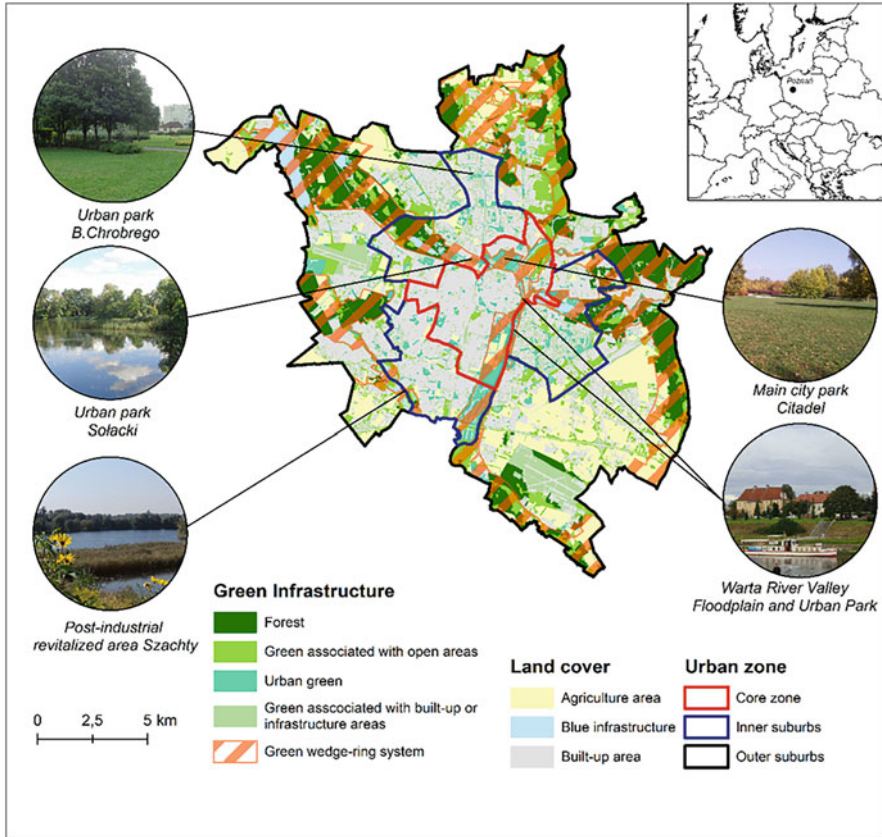 Poznań
Urban park
B.Chrobrego
Urban park
Sołacki
Post-industrial
revitalized area Szachty
Main city park
Citadel
Warta River Valley
Floodplain and Urban Park
Green Infrastructure
Forest
Green associated with open areas
Urban green
Green asscociated with built-up or
infrastructure areas
Green wedge-ring system
0 2,5 5 km
Land cover
Agriculture area
Blue infrastructure
Built-up area
Urban zone
Core zone
Inner suburbs
Outer suburbs